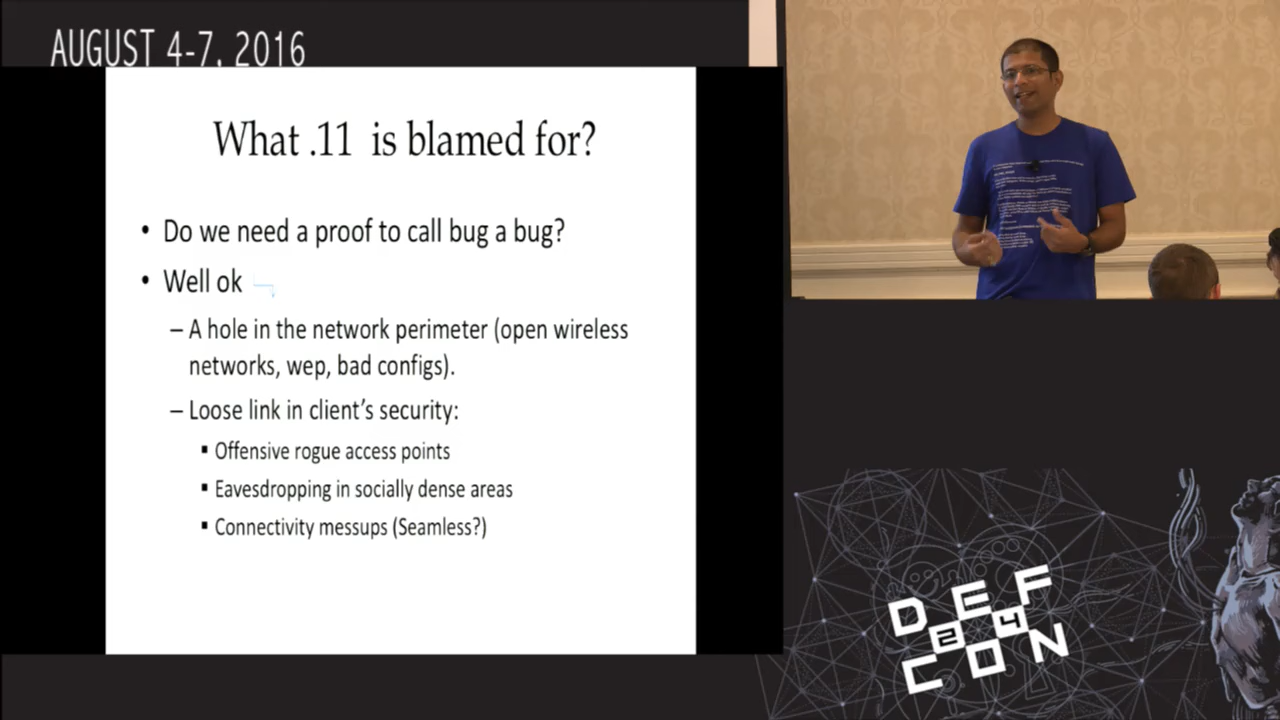 AUGUST 4-7, 2016
What .11 is blamed for?
• Do we need a proof to call bug a bug?
• Well ok
– A hole in the network perimeter (open wireless
networks, wep, bad configs).
– Loose link in client's security:
▪ Offensive rogue access points
▪ Eavesdropping in socially dense areas
▪ Connectivity messups (Seamless?)
DEF
24
CON